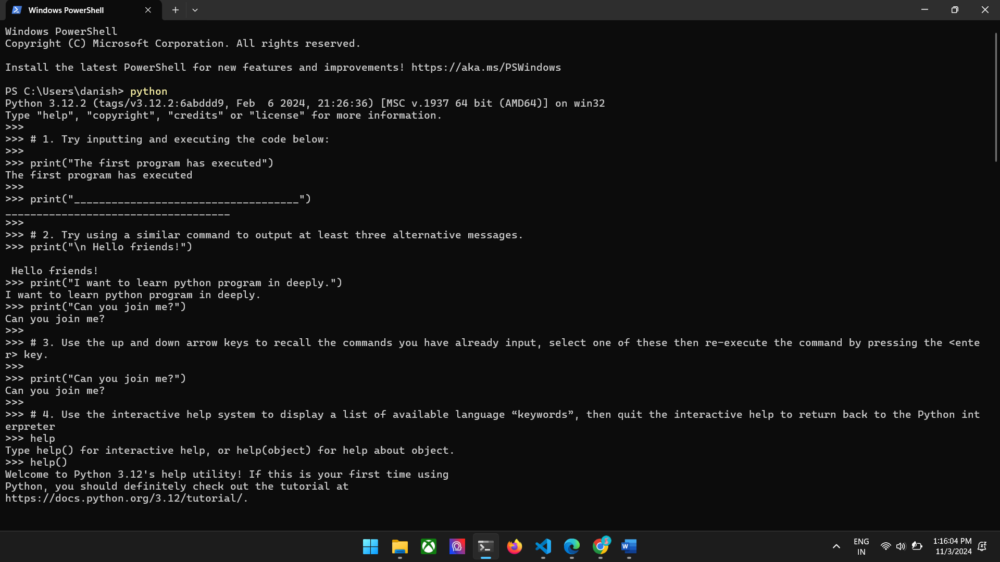 Windows PowerShell
Windows PowerShell
Copyright (C) Microsoft Corporation. All rights reserved.
Install the latest PowerShell for new features and improvements! https://aka.ms/PSWindows
PS C:\Users\danish> python
Python 3.12.2 (tags/v3.12.2:6abddd9, Feb  6 2024, 21:26:36) [MSC v.1937 64 bit (AMD64)] on win32
Type "help", "copyright", "credits" or "license" for more information.
>>>
>>> # 1. Try inputting and executing the code below:
>>>
>>> print("The first program has executed")
The first program has executed
>>>
>>> print("____________________________________")
____________________________________
>>>
>>> # 2. Try using a similar command to output at least three alternative messages.
>>> print("\n Hello friends!")
 Hello friends!
>>> print("I want to learn python program in deeply.")
I want to learn python program in deeply.
>>> print("Can you join me?")
Can you join me?
>>>
>>> # 3. Use the up and down arrow keys to recall the commands you have already input, select one of these then re-execute the command by pressing the <ente
r> key.
>>>
>>> print("Can you join me?")
Can you join me?
>>>
>>> # 4. Use the interactive help system to display a list of available language “keywords”, then quit the interactive help to return back to the Python int
erpreter
>>> help
Type help() for interactive help, or help(object) for help about object.
>>> help()
Welcome to Python 3.12's help utility! If this is your first time using
Python, you should definitely check out the tutorial at
https://docs.python.org/3.12/tutorial/.
ENG
IN
1:16:04 PM
11/3/2024